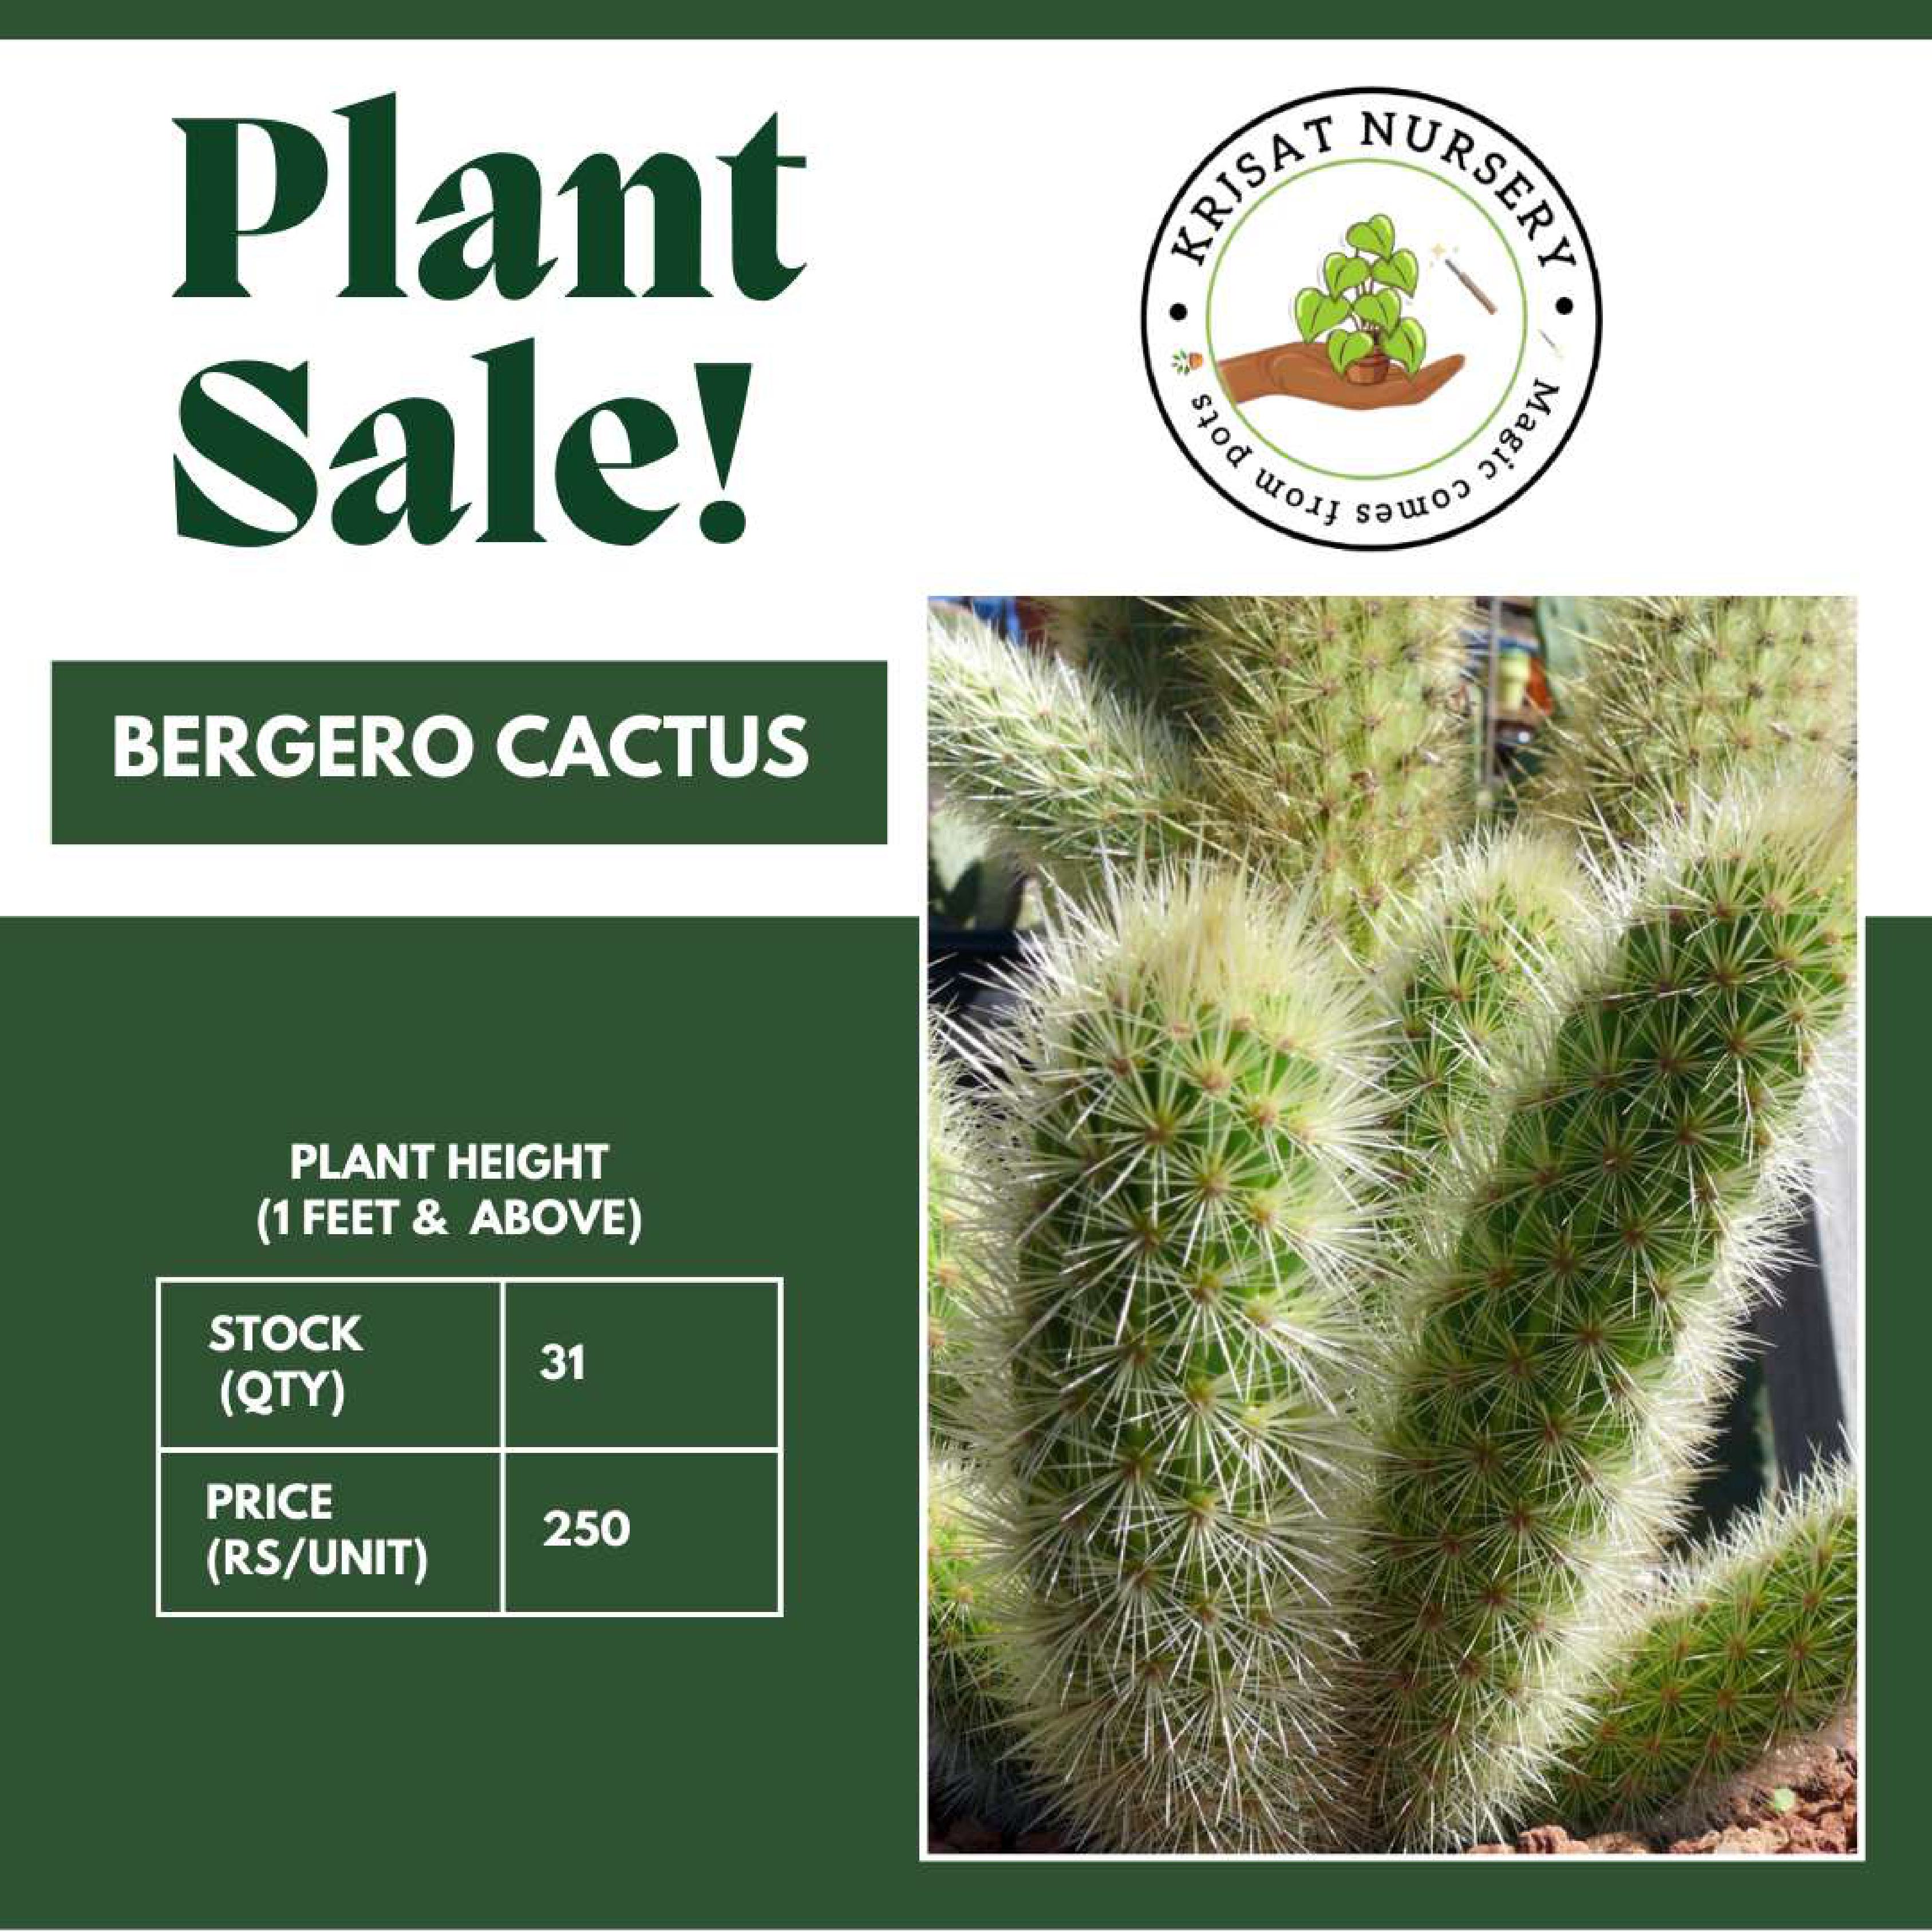 Plant
Sale!
KRISAT NURSERY
Magic comes from pots
BERGERO CACTUS
PLANT HEIGHT
(1 FEET & ABOVE)
STOCK
(QTY)
31
PRICE
(RS/UNIT)
250